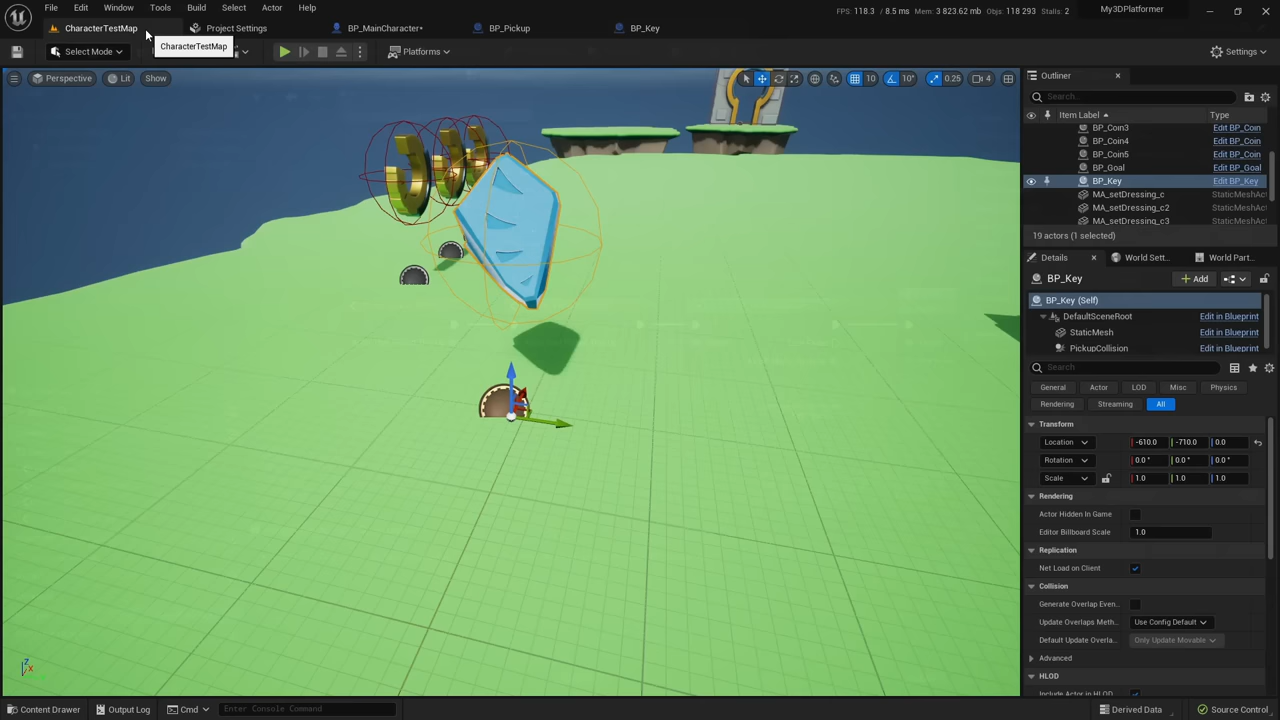 File Edit Window Tools Build Select Actor Help
FPS: 118.3 / 8.5 ms Mem: 3 823.62 mb Objs: 118 293 Stalls: 2
My3DPlatformer
CharacterTestMap Project Settings BP_MainCharacter* BP_Pickup BP_Key
CharacterTestMap
Select Mode Platforms Settings
Perspective Lit Show 10 10° 0.25 4
Outliner
Search...
Item Label Type
BP_Coin3 Edit BP_Coin
BP_Coin4 Edit BP_Coin
BP_Coin5 Edit BP_Coin
BP_Goal Edit BP_Goal
BP_Key Edit BP_Key
MA_setDressing_c StaticMeshAct
MA_setDressing_c2 StaticMeshAct
MA_setDressing_c3 StaticMeshAct
19 actors (1 selected)
Details World Sett... World Part...
BP_Key Add
BP_Key (Self)
DefaultSceneRoot Edit in Blueprint
StaticMesh Edit in Blueprint
PickupCollision Edit in Blueprint
Search
General Actor LOD Misc Physics
Rendering Streaming All
Transform
Location -610.0 -710.0 0.0
Rotation 0.0 ° 0.0 ° 0.0 °
Scale 1.0 1.0 1.0
Rendering
Actor Hidden In Game
Editor Billboard Scale 1.0
Replication
Net Load on Client
Collision
Generate Overlap Even...
Update Overlaps Meth... Use Config Default
Default Update Overla... Only Update Movable
Advanced
HLOD
Include Actor in HLOD
Content Drawer Output Log Cmd Enter Console Command Derived Data Source Control